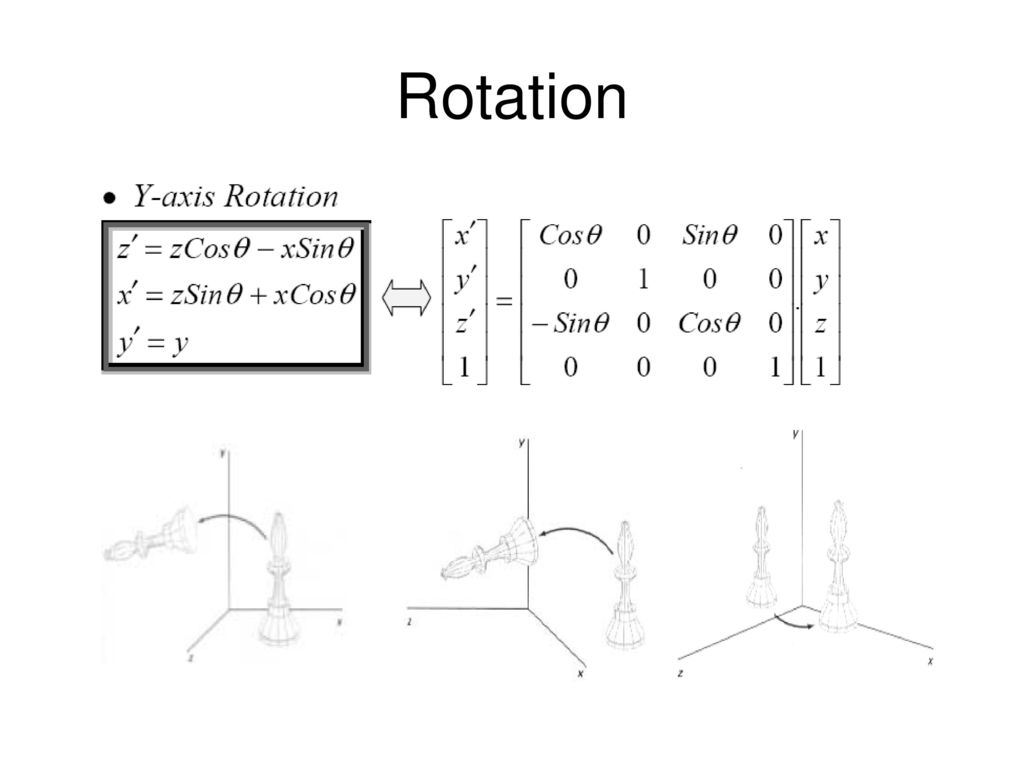 Rotation
• Y-axis Rotation
z′ = zCosθ − xSinθ
x′ = zSinθ + xCosθ
y′ = y
[x′ y′ z′ 1] = [Cosθ 0 Sinθ 0
0 1 0 0
−Sinθ 0 Cosθ 0
0 0 0 1] . [x y z 1]
y
z
y
z
x
y
z
x